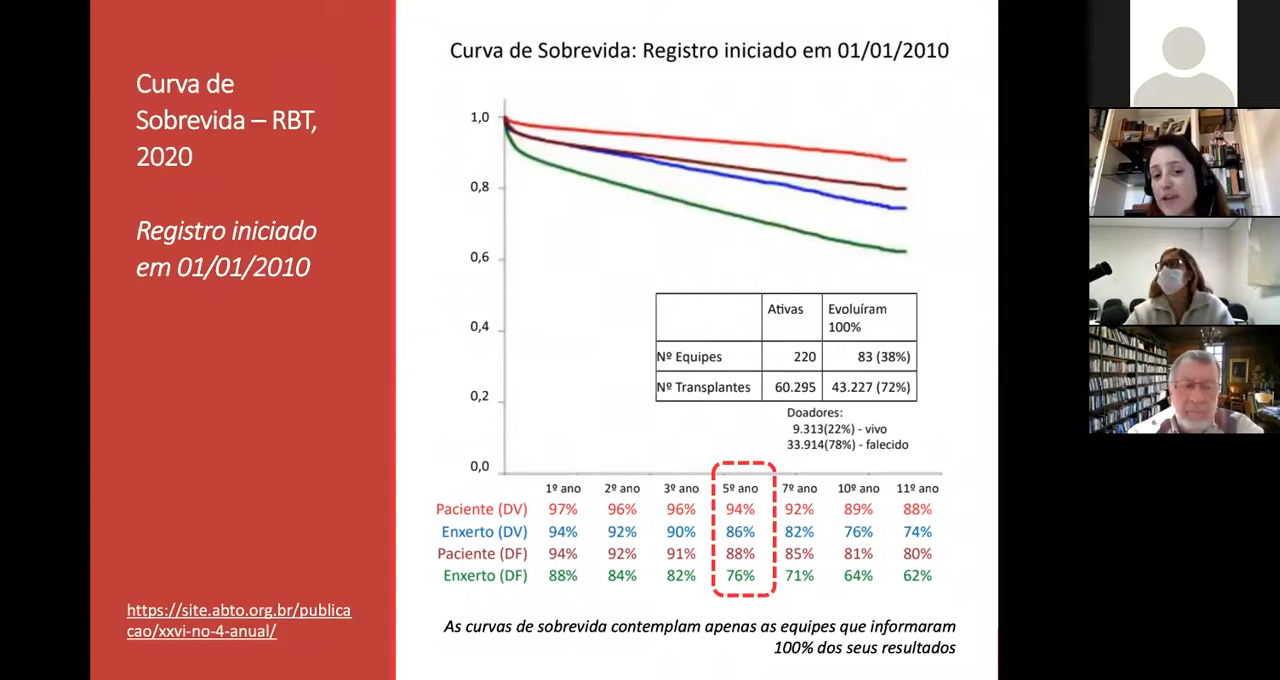 Curva de
Sobrevida – RBT,
2020
Registro iniciado
em 01/01/2010
https://site.abto.org.br/publica
cao/xxvi-no-4-anual/
Curva de Sobrevida: Registro iniciado em 01/01/2010
1,0
0,8
0,6
0,4
0,2
0,0
Ativas Evoluíram
100%
Nº Equipes 220 83 (38%)
Nº Transplantes 60.295 43.227 (72%)
Doadores:
9.313(22%) - vivo
33.914(78%) - falecido
1º ano 2º ano 3º ano 5º ano 7º ano 10º ano 11º ano
Paciente (DV) 97% 96% 96% 94% 92% 89% 88%
Enxerto (DV) 94% 92% 90% 86% 82% 76% 74%
Paciente (DF) 94% 92% 91% 88% 85% 81% 80%
Enxerto (DF) 88% 84% 82% 76% 71% 64% 62%
As curvas de sobrevida contemplam apenas as equipes que informaram
100% dos seus resultados